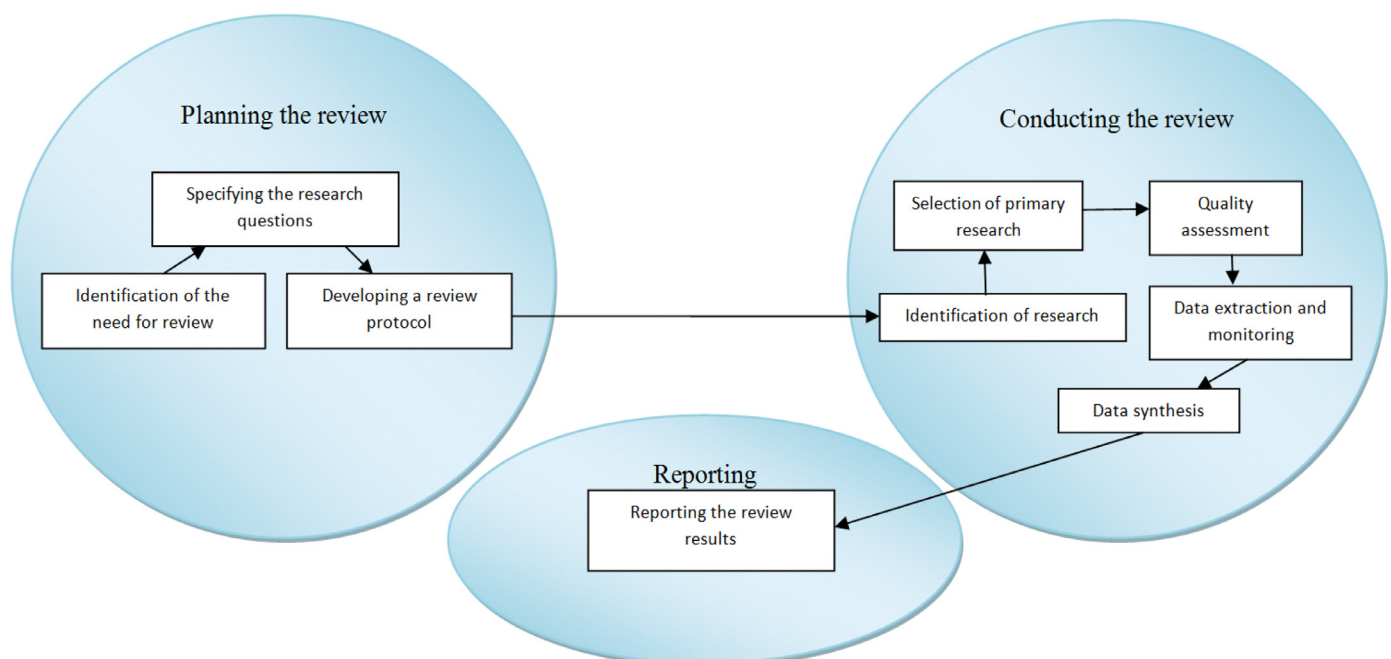 Planning the review
Specifying the research
questions
Identification of the
need for review
Developing a review
protocol
Conducting the review
Selection of primary
research
Quality
assessment
Identification of research
Data extraction and
monitoring
Data synthesis
Reporting
Reporting the review
results